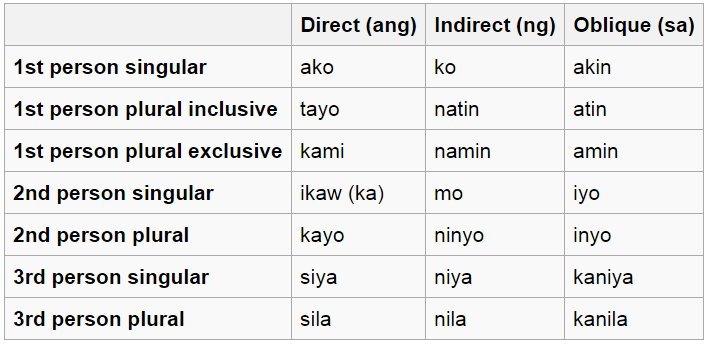 Direct (ang) Indirect (ng) Oblique (sa)
1st person singular ako ko akin
1st person plural inclusive tayo natin atin
1st person plural exclusive kami namin amin
2nd person singular ikaw (ka) mo iyo
2nd person plural kayo ninyo inyo
3rd person singular siya niya kaniya
3rd person plural sila nila kanila